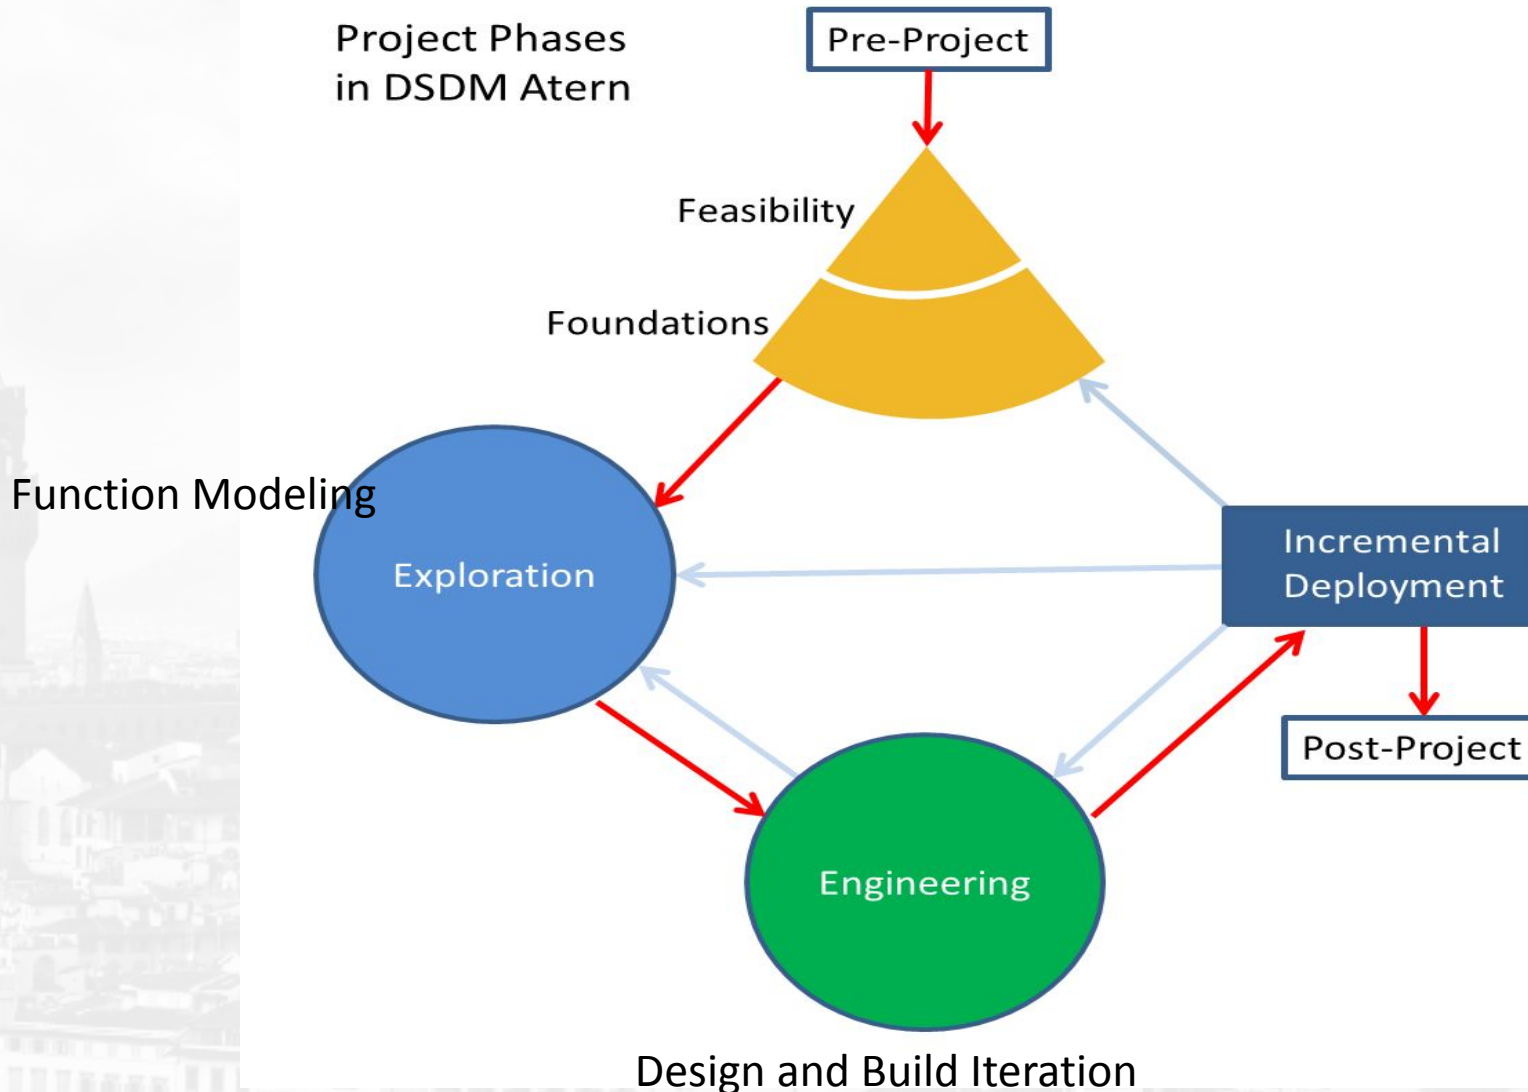 Project Phases
in DSDM Atern
Pre-Project
Feasibility
Foundations
Function Modeling
Exploration
Incremental
Deployment
Post-Project
Engineering
Design and Build Iteration